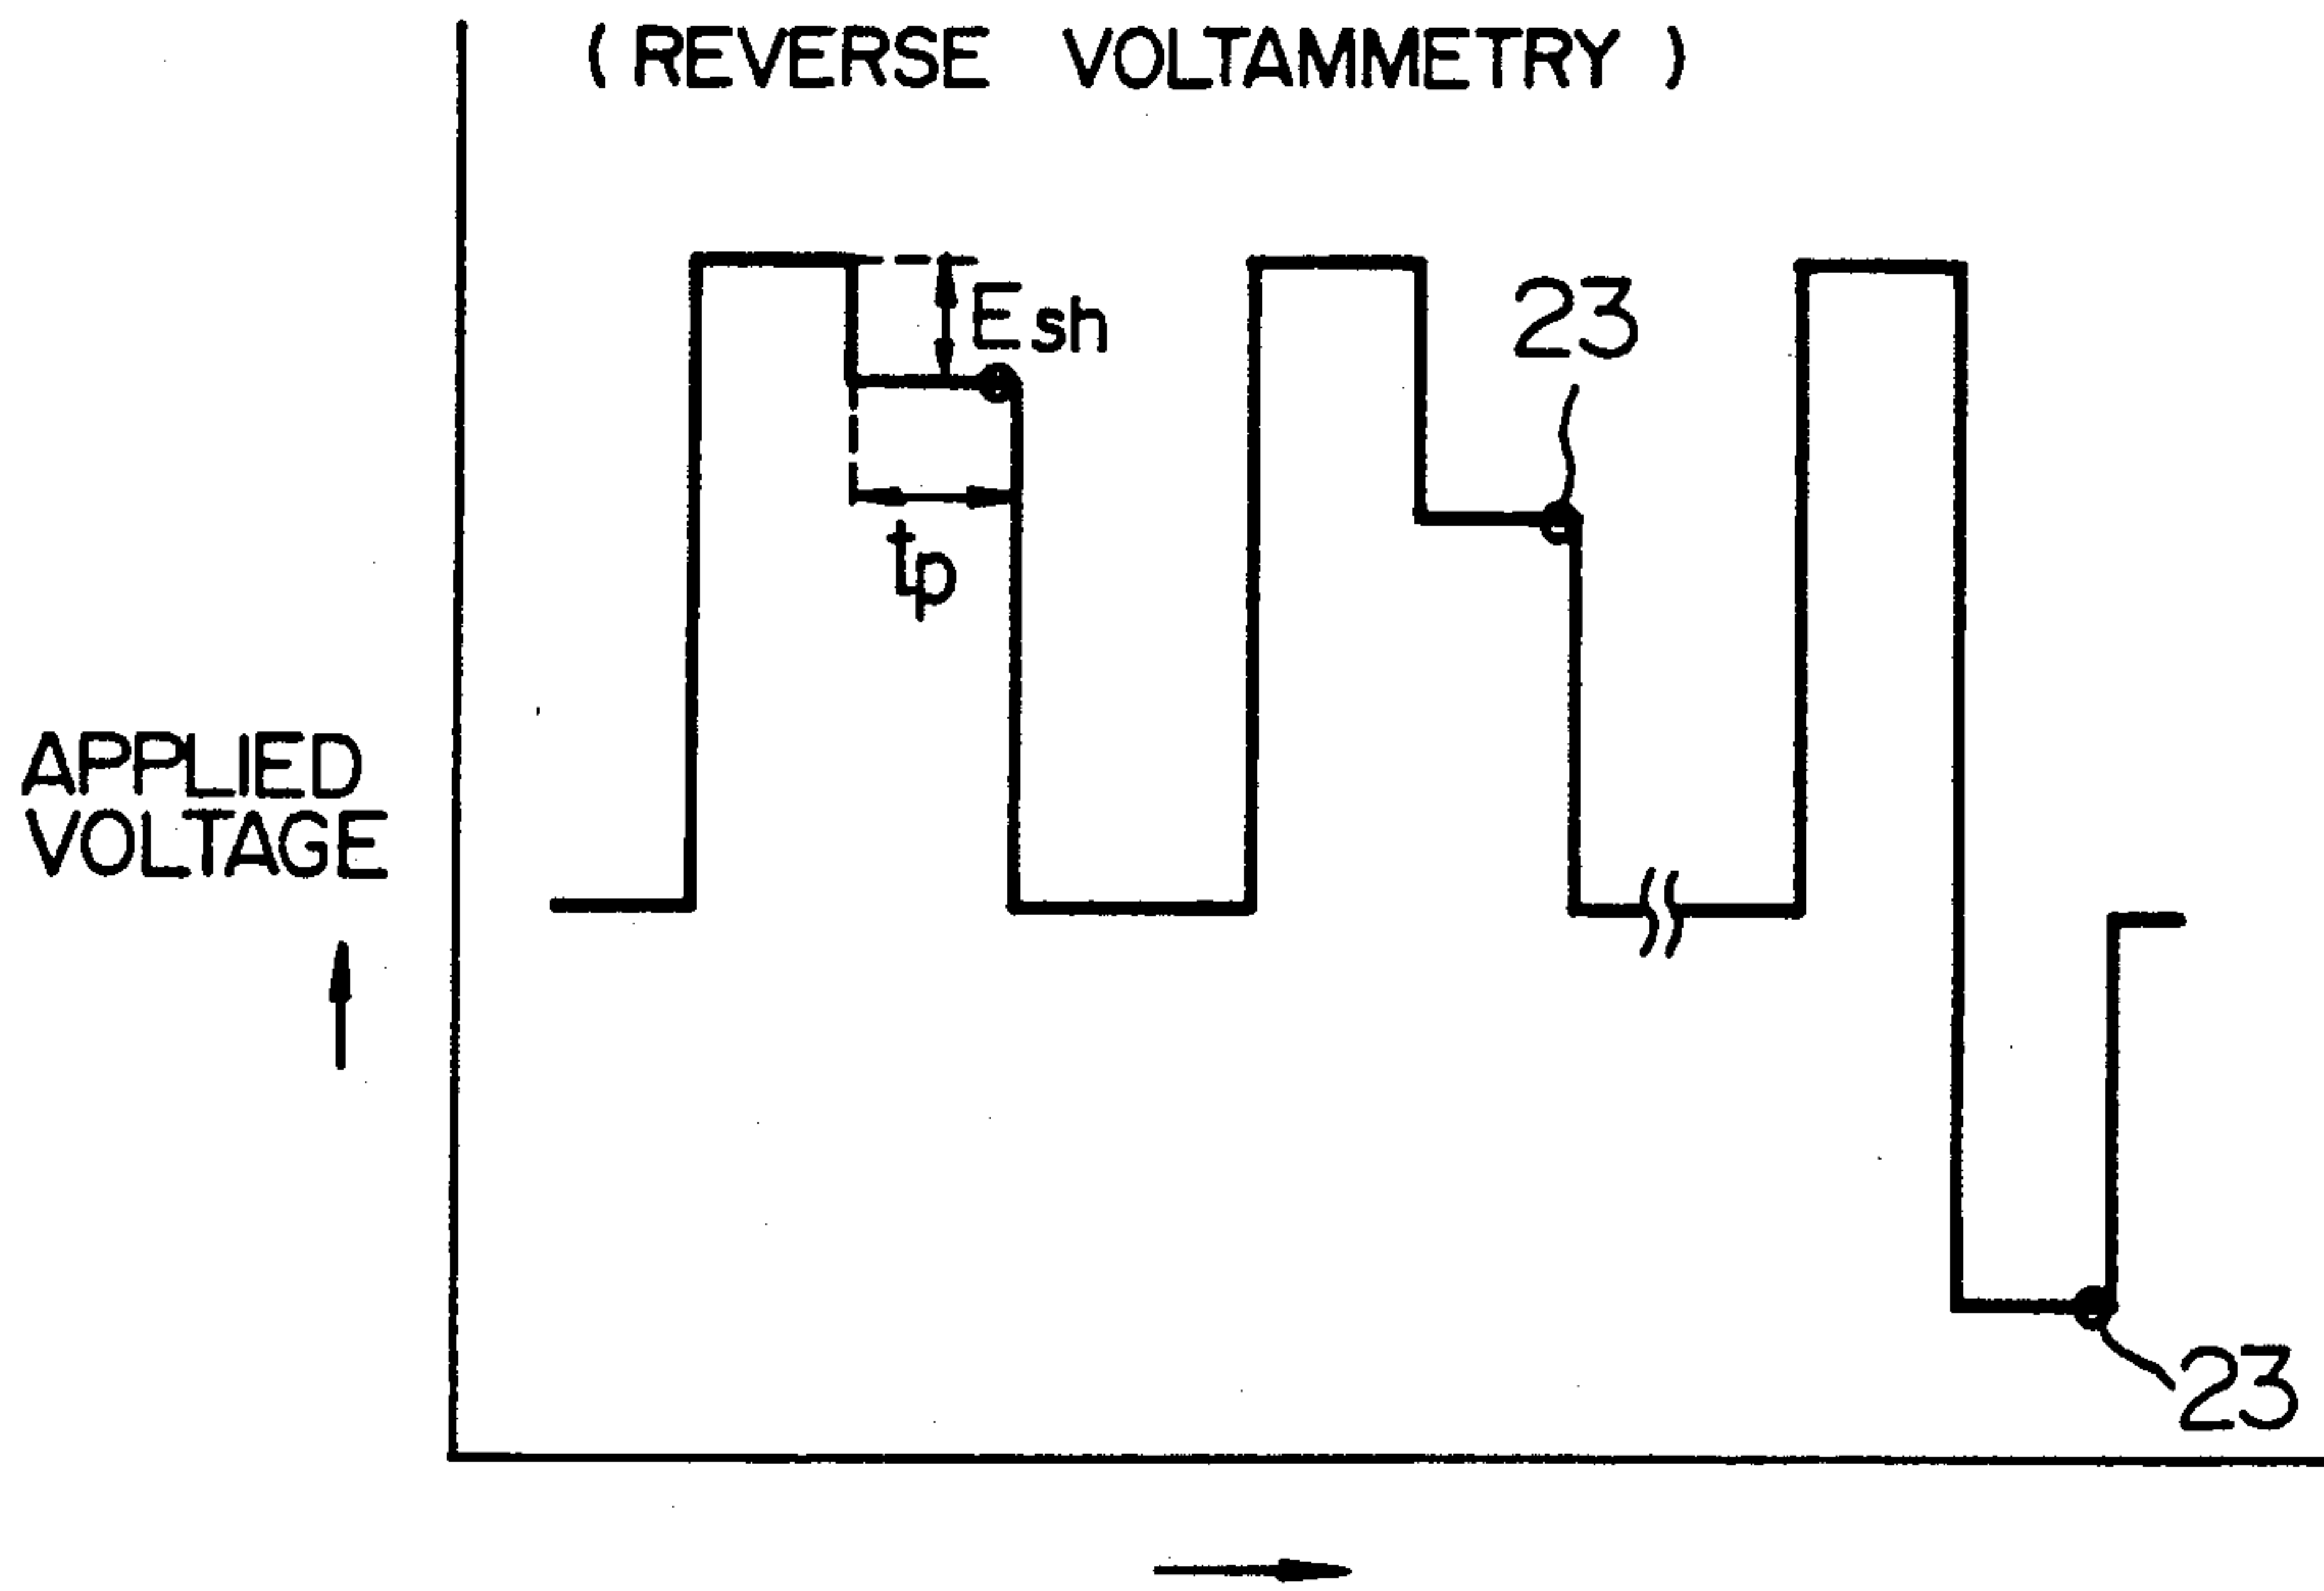 ( REVERSE VOLTAMMETRY )
Esh
23
tp
APPLIED
VOLTAGE
23